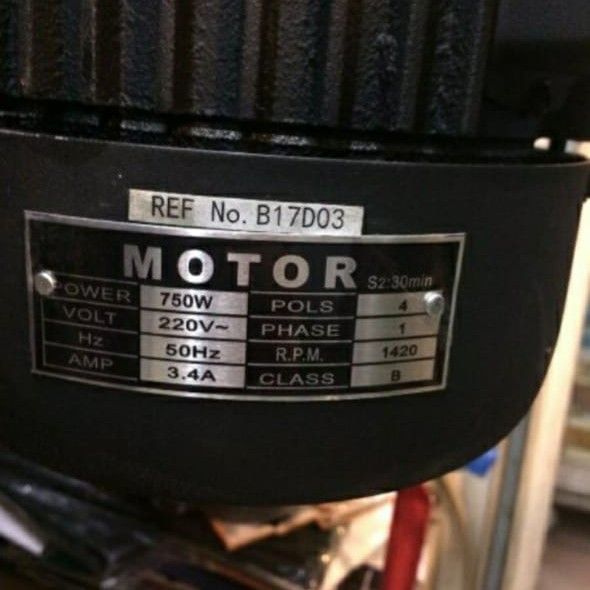 REF No. B17D03
MOTOR S2:30min
POWER 750W POLS 4
VOLT 220V~ PHASE 1
Hz 50Hz R.P.M. 1420
AMP 3.4A CLASS B